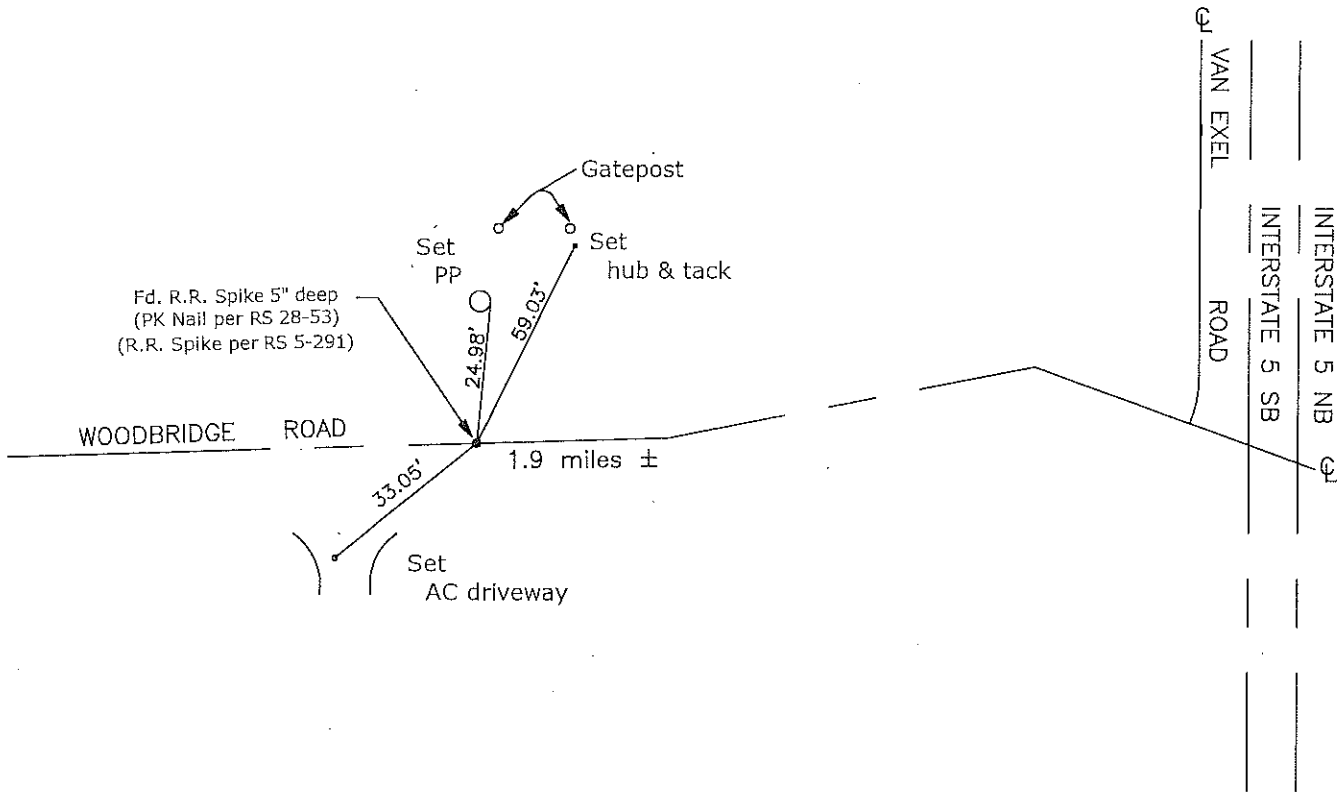 ℄
VAN EXEL ROAD
INTERSTATE 5 SB
INTERSTATE 5 NB
Gatepost
Set
PP
Set
hub & tack
Fd. R.R. Spike 5" deep
(PK Nail per RS 28-53)
(R.R. Spike per RS 5-291)
24.98'
59.03'
WOODBRIDGE ROAD
1.9 miles ±
℄
33.05'
Set
AC driveway